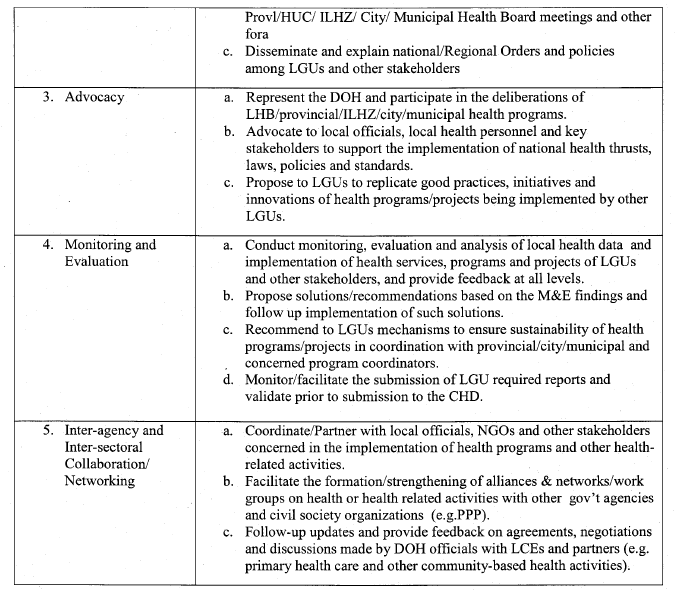 Provl/HUC/ ILHZ/ City/ Municipal Health Board meetings and other
fora
c. Disseminate and explain national/Regional Orders and policies
among LGUs and other stakeholders
3. Advocacy
a. Represent the DOH and participate in the deliberations of
LHB/provincial/ILHZ/city/municipal health programs.
b. Advocate to local officials, local health personnel and key
stakeholders to support the implementation of national health thrusts,
laws, policies and standards.
c. Propose to LGUs to replicate good practices, initiatives and
innovations of health programs/projects being implemented by other
LGUs.
4. Monitoring and
Evaluation
a. Conduct monitoring, evaluation and analysis of local health data and
implementation of health services, programs and projects of LGUs
and other stakeholders, and provide feedback at all levels.
b. Propose solutions/recommendations based on the M&E findings and
follow up implementation of such solutions.
c. Recommend to LGUs mechanisms to ensure sustainability of health
programs/projects in coordination with provincial/city/municipal and
concerned program coordinators.
d. Monitor/facilitate the submission of LGU required reports and
validate prior to submission to the CHD.
5. Inter-agency and
Inter-sectoral
Collaboration/
Networking
a. Coordinate/Partner with local officials, NGOs and other stakeholders
concerned in the implementation of health programs and other health-
related activities.
b. Facilitate the formation/strengthening of alliances & networks/work
groups on health or health related activities with other gov't agencies
and civil society organizations (e.g.PPP).
c. Follow-up updates and provide feedback on agreements, negotiations
and discussions made by DOH officials with LCEs and partners (e.g.
primary health care and other community-based health activities).